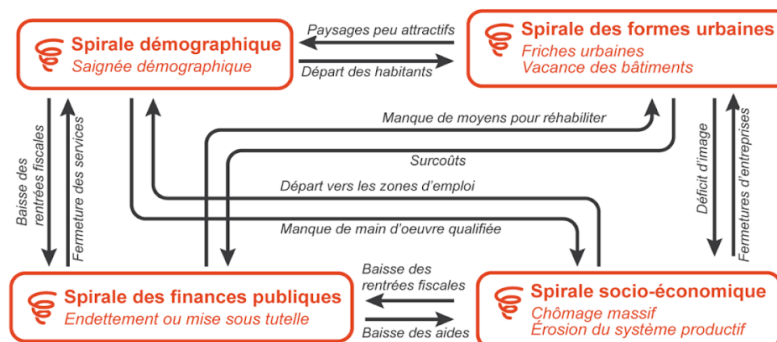 Spirale démographique
Saignée démographique
Paysages peu attractifs
Départ des habitants
Spirale des formes urbaines
Friches urbaines
Vacance des bâtiments
Baisse des
rentrées fiscales
Fermeture des services
Manque de moyens pour réhabiliter
Surcoûts
Départ vers les zones d'emploi
Manque de main d'oeuvre qualifiée
Déficit d'image
Fermetures d'entreprises
Spirale des finances publiques
Endettement ou mise sous tutelle
Baisse des
rentrées fiscales
Baisse des aides
Spirale socio-économique
Chômage massif
Érosion du système productif